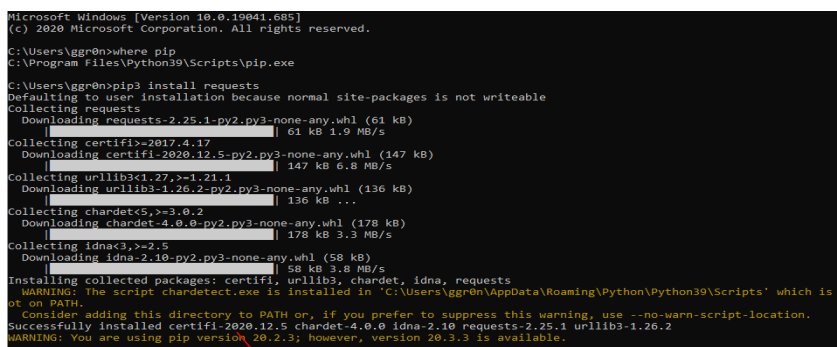 Microsoft Windows [Version 10.0.19041.685]
(c) 2020 Microsoft Corporation. All rights reserved.
C:\Users\ggr0n>where pip
C:\Program Files\Python39\Scripts\pip.exe
C:\Users\ggr0n>pip3 install requests
Defaulting to user installation because normal site-packages is not writeable
Collecting requests
Downloading requests-2.25.1-py2.py3-none-any.whl (61 kB)
|████████████████████████████████| 61 kB 1.9 MB/s
Collecting certifi>=2017.4.17
Downloading certifi-2020.12.5-py2.py3-none-any.whl (147 kB)
|████████████████████████████████| 147 kB 6.8 MB/s
Collecting urllib3<1.27,>=1.21.1
Downloading urllib3-1.26.2-py2.py3-none-any.whl (136 kB)
|████████████████████████████████| 136 kB ...
Collecting chardet<5,>=3.0.2
Downloading chardet-4.0.0-py2.py3-none-any.whl (178 kB)
|████████████████████████████████| 178 kB 3.3 MB/s
Collecting idna<3,>=2.5
Downloading idna-2.10-py2.py3-none-any.whl (58 kB)
|████████████████████████████████| 58 kB 3.8 MB/s
Installing collected packages: certifi, urllib3, chardet, idna, requests
WARNING: The script chardetect.exe is installed in 'C:\Users\ggr0n\AppData\Roaming\Python\Python39\Scripts' which is
ot on PATH.
Consider adding this directory to PATH or, if you prefer to suppress this warning, use --no-warn-script-location.
Successfully installed certifi-2020.12.5 chardet-4.0.0 idna-2.10 requests-2.25.1 urllib3-1.26.2
WARNING: You are using pip version 20.2.3; however, version 20.3.3 is available.